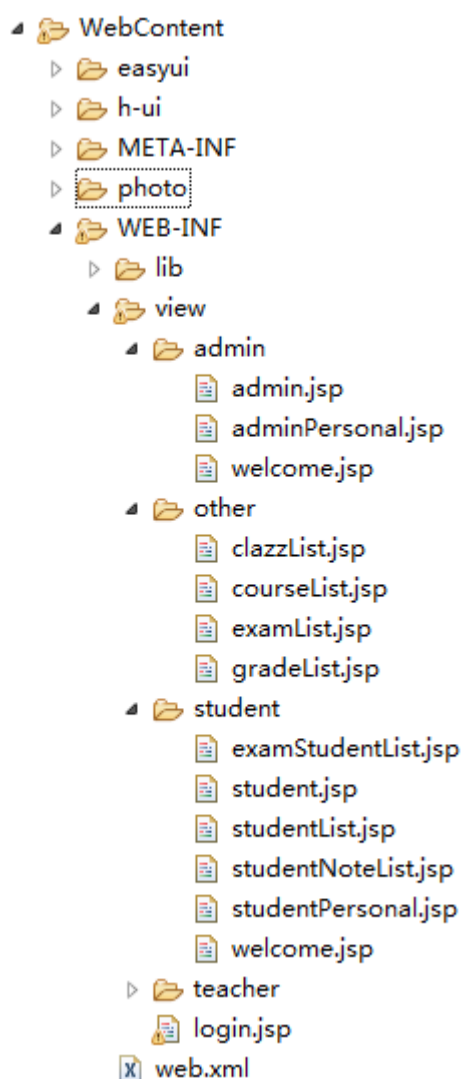 WebContent
easyui
h-ui
META-INF
photo
WEB-INF
lib
view
admin
admin.jsp
adminPersonal.jsp
welcome.jsp
other
clazzList.jsp
courseList.jsp
examList.jsp
gradeList.jsp
student
examStudentList.jsp
student.jsp
studentList.jsp
studentNoteList.jsp
studentPersonal.jsp
welcome.jsp
teacher
login.jsp
web.xml